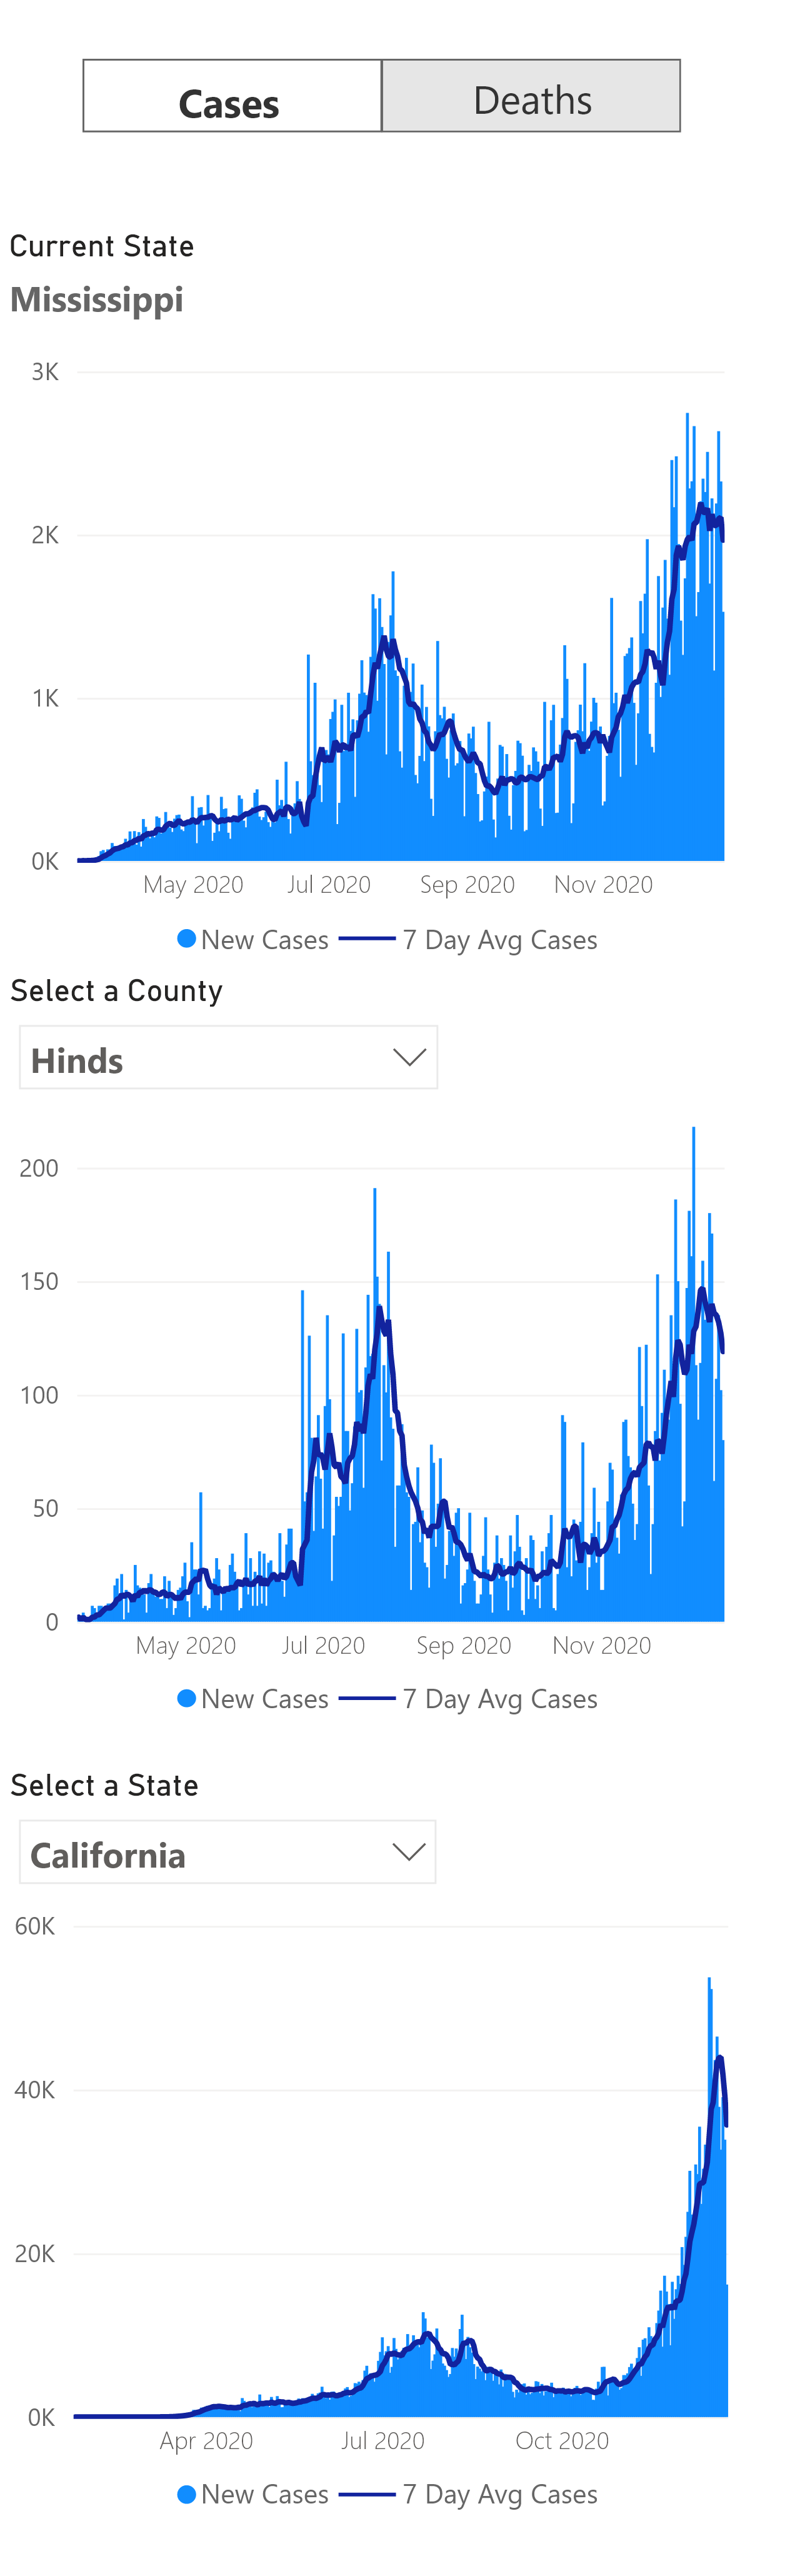 Cases Deaths
Current State
Mississippi
3K
2K
1K
0K
May 2020 Jul 2020 Sep 2020 Nov 2020
New Cases 7 Day Avg Cases
Select a County
Hinds
200
150
100
50
0
May 2020 Jul 2020 Sep 2020 Nov 2020
New Cases 7 Day Avg Cases
Select a State
California
60K
40K
20K
0K
Apr 2020 Jul 2020 Oct 2020
New Cases 7 Day Avg Cases